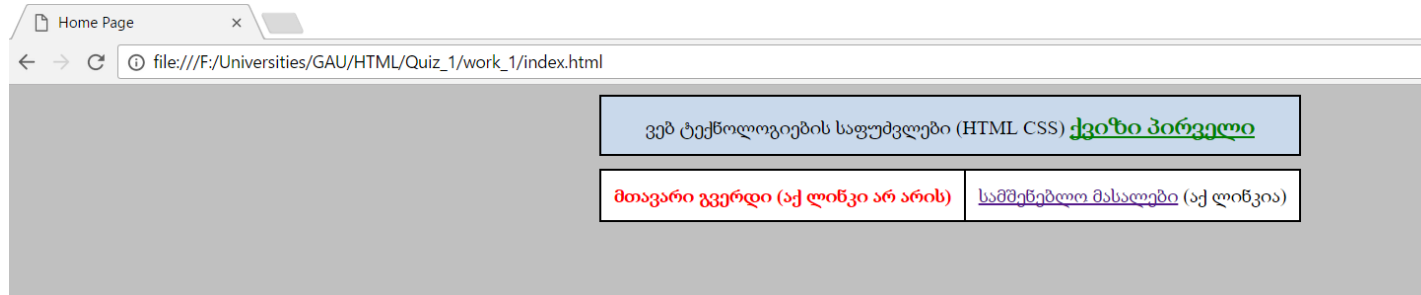 Home Page
file:///F:/Universities/GAU/HTML/Quiz_1/work_1/index.html
ვებ ტექნოლოგიების საფუძვლები (HTML CSS) ქვიზი პირველი
მთავარი გვერდი (აქ ლინკი არ არის) სამშენებლო მასალები (აქ ლინკია)